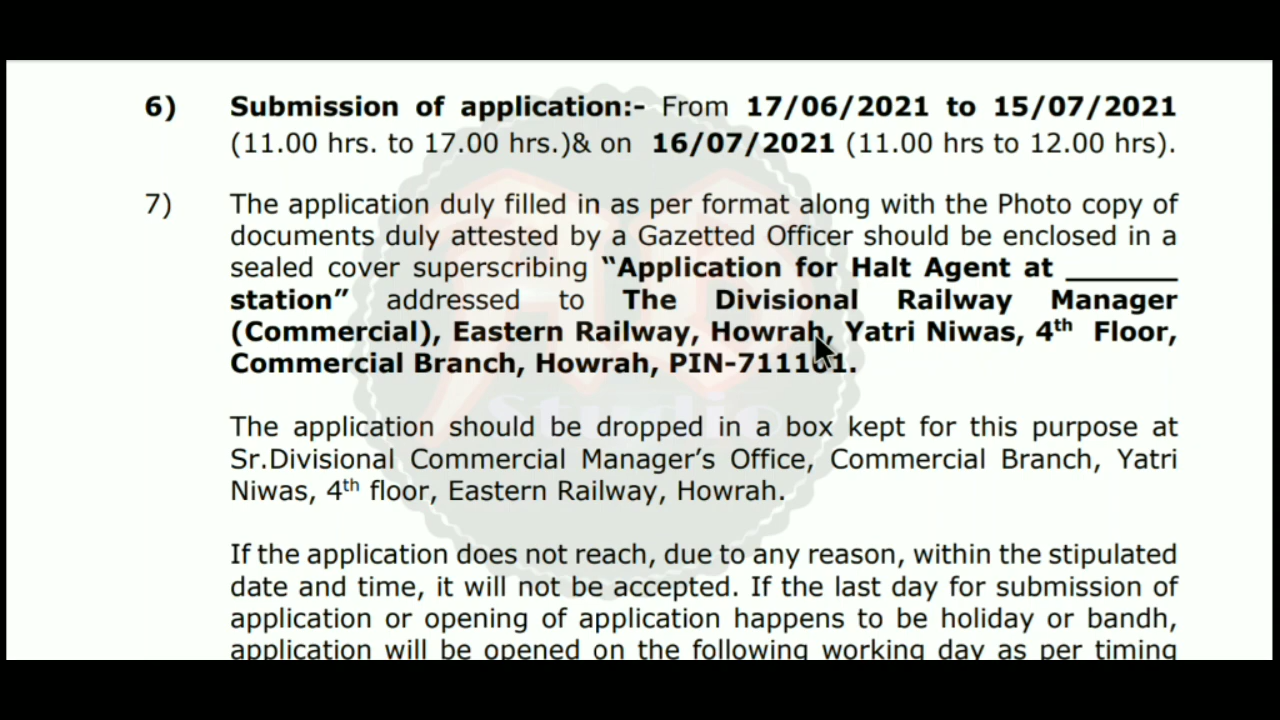 6) Submission of application:- From 17/06/2021 to 15/07/2021
(11.00 hrs. to 17.00 hrs.)& on 16/07/2021 (11.00 hrs to 12.00 hrs).
7) The application duly filled in as per format along with the Photo copy of
documents duly attested by a Gazetted Officer should be enclosed in a
sealed cover superscribing “Application for Halt Agent at ________
station” addressed to The Divisional Railway Manager
(Commercial), Eastern Railway, Howrah, Yatri Niwas, 4th Floor,
Commercial Branch, Howrah, PIN-711101.
The application should be dropped in a box kept for this purpose at
Sr.Divisional Commercial Manager’s Office, Commercial Branch, Yatri
Niwas, 4th floor, Eastern Railway, Howrah.
If the application does not reach, due to any reason, within the stipulated
date and time, it will not be accepted. If the last day for submission of
application or opening of application happens to be holiday or bandh,
application will be opened on the following working day as per timing
Studio